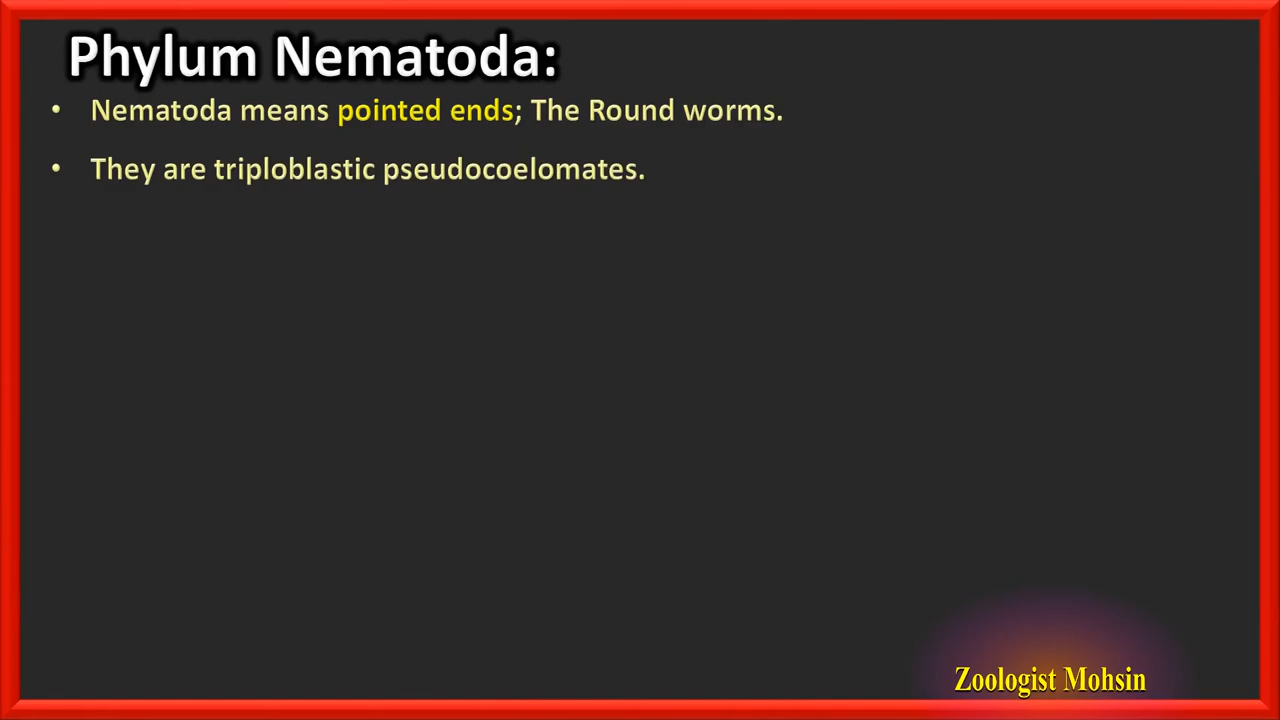 Phylum Nematoda:
• Nematoda means pointed ends; The Round worms.
• They are triploblastic pseudocoelomates.
Zoologist Mohsin